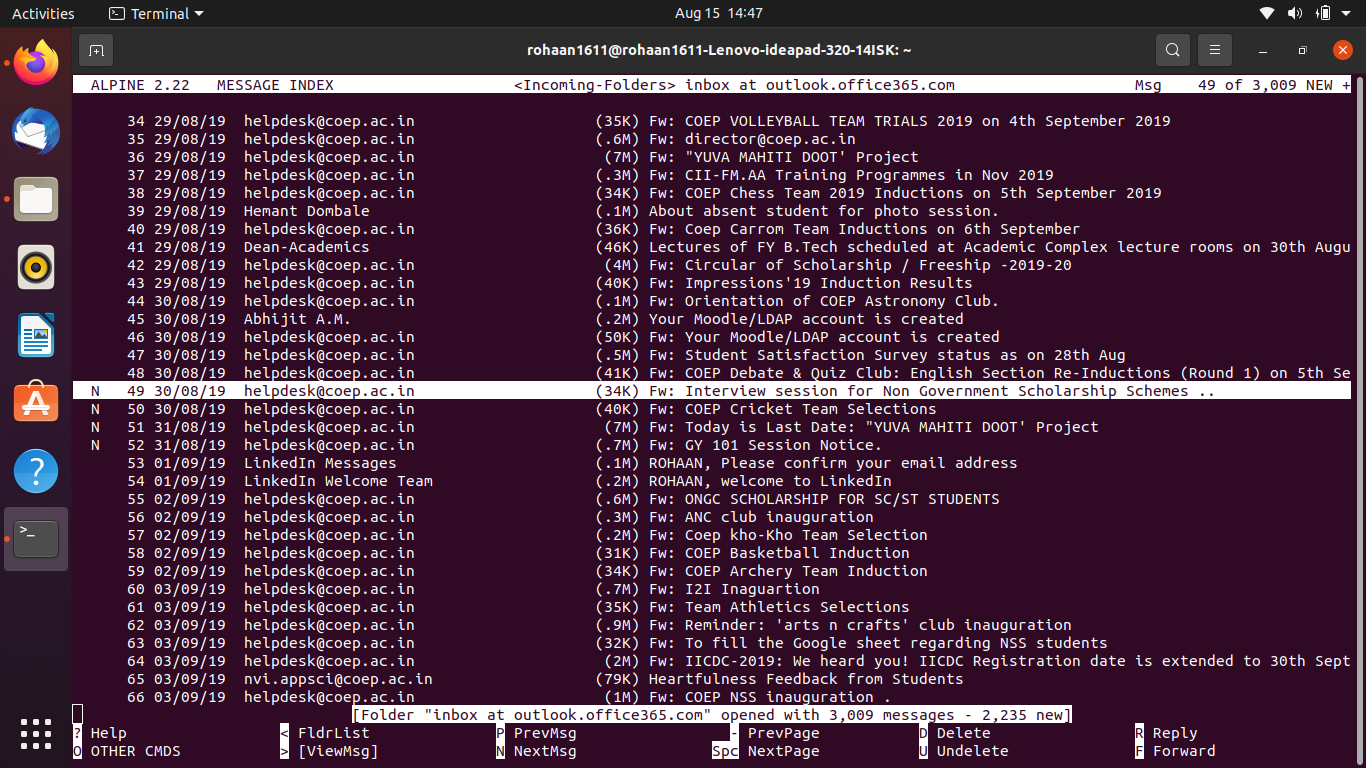 Activities Terminal Aug 15 14:47
rohaan1611@rohaan1611-Lenovo-ideapad-320-14ISK: ~
ALPINE 2.22 MESSAGE INDEX <Incoming-Folders> inbox at outlook.office365.com Msg 49 of 3,009 NEW +
34 29/08/19 helpdesk@coep.ac.in (35K) Fw: COEP VOLLEYBALL TEAM TRIALS 2019 on 4th September 2019
35 29/08/19 helpdesk@coep.ac.in (.6M) Fw: director@coep.ac.in
36 29/08/19 helpdesk@coep.ac.in (7M) Fw: "YUVA MAHITI DOOT' Project
37 29/08/19 helpdesk@coep.ac.in (.3M) Fw: CII-FM.AA Training Programmes in Nov 2019
38 29/08/19 helpdesk@coep.ac.in (34K) Fw: COEP Chess Team 2019 Inductions on 5th September 2019
39 29/08/19 Hemant Dombale (.1M) About absent student for photo session.
40 29/08/19 helpdesk@coep.ac.in (36K) Fw: Coep Carrom Team Inductions on 6th September
41 29/08/19 Dean-Academics (46K) Lectures of FY B.Tech scheduled at Academic Complex lecture rooms on 30th Augu
42 29/08/19 helpdesk@coep.ac.in (4M) Fw: Circular of Scholarship / Freeship -2019-20
43 29/08/19 helpdesk@coep.ac.in (40K) Fw: Impressions'19 Induction Results
44 30/08/19 helpdesk@coep.ac.in (.1M) Fw: Orientation of COEP Astronomy Club.
45 30/08/19 Abhijit A.M. (.2M) Your Moodle/LDAP account is created
46 30/08/19 helpdesk@coep.ac.in (50K) Fw: Your Moodle/LDAP account is created
47 30/08/19 helpdesk@coep.ac.in (.5M) Fw: Student Satisfaction Survey status as on 28th Aug
48 30/08/19 helpdesk@coep.ac.in (41K) Fw: COEP Debate & Quiz Club: English Section Re-Inductions (Round 1) on 5th Se
N 49 30/08/19 helpdesk@coep.ac.in (34K) Fw: Interview session for Non Government Scholarship Schemes ..
N 50 30/08/19 helpdesk@coep.ac.in (40K) Fw: COEP Cricket Team Selections
N 51 31/08/19 helpdesk@coep.ac.in (7M) Fw: Today is Last Date: "YUVA MAHITI DOOT' Project
N 52 31/08/19 helpdesk@coep.ac.in (.7M) Fw: GY 101 Session Notice.
53 01/09/19 LinkedIn Messages (.1M) ROHAAN, Please confirm your email address
54 01/09/19 LinkedIn Welcome Team (.2M) ROHAAN, welcome to LinkedIn
55 02/09/19 helpdesk@coep.ac.in (.6M) Fw: ONGC SCHOLARSHIP FOR SC/ST STUDENTS
56 02/09/19 helpdesk@coep.ac.in (.3M) Fw: ANC club inauguration
57 02/09/19 helpdesk@coep.ac.in (.2M) Fw: Coep kho-Kho Team Selection
58 02/09/19 helpdesk@coep.ac.in (31K) Fw: COEP Basketball Induction
59 02/09/19 helpdesk@coep.ac.in (34K) Fw: COEP Archery Team Induction
60 03/09/19 helpdesk@coep.ac.in (.7M) Fw: I2I Inaguartion
61 03/09/19 helpdesk@coep.ac.in (35K) Fw: Team Athletics Selections
62 03/09/19 helpdesk@coep.ac.in (.9M) Fw: Reminder: 'arts n crafts' club inauguration
63 03/09/19 helpdesk@coep.ac.in (32K) Fw: To fill the Google sheet regarding NSS students
64 03/09/19 helpdesk@coep.ac.in (2M) Fw: IICDC-2019: We heard you! IICDC Registration date is extended to 30th Sept
65 03/09/19 nvi.appsci@coep.ac.in (79K) Heartfulness Feedback from Students
66 03/09/19 helpdesk@coep.ac.in (1M) Fw: COEP NSS inauguration .
[Folder "inbox at outlook.office365.com" opened with 3,009 messages - 2,235 new]
? Help < FldrList P PrevMsg - PrevPage D Delete R Reply
O OTHER CMDS > [ViewMsg] N NextMsg Spc NextPage U Undelete F Forward